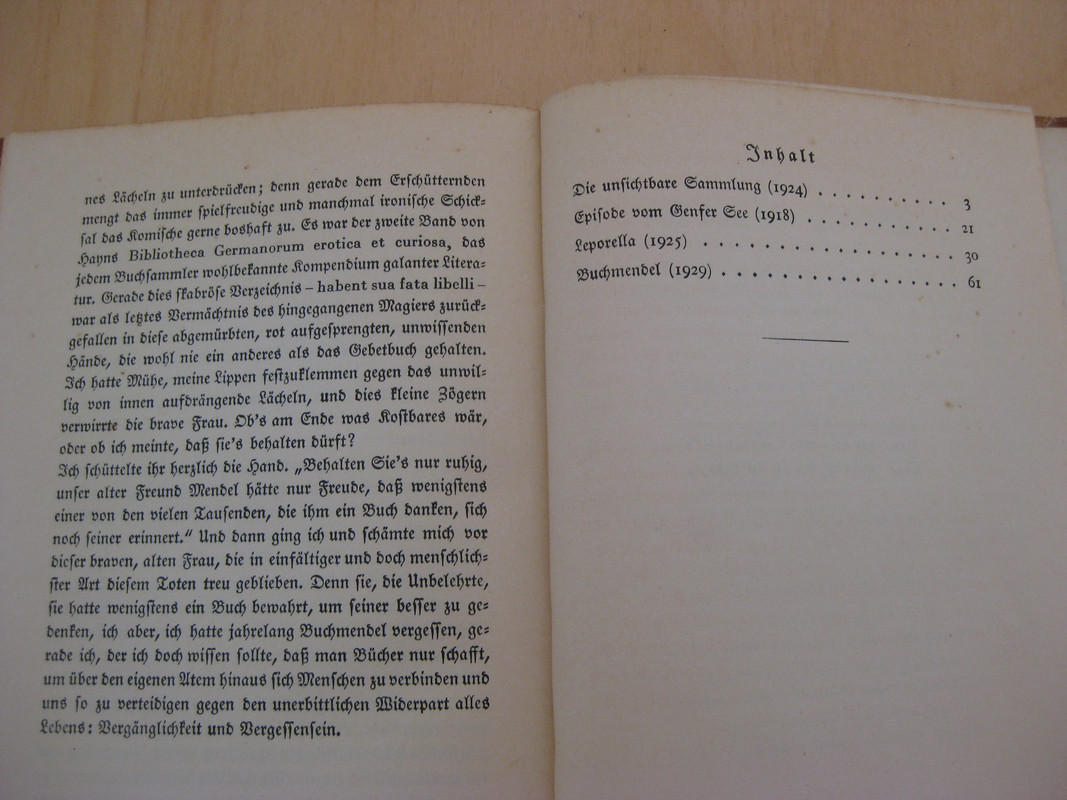 nes Lächeln zu unterdrücken; denn gerade dem Erschütternden
mengt das immer spielfreudige und manchmal ironische Schick-
sal das Komische gerne boshaft zu. Es war der zweite Band von
Hayns Bibliotheca Germanorum erotica et curiosa, das
jedem Buchsammler wohlbekannte Kompendium galanter Litera-
tur. Gerade dies skabröse Verzeichnis – habent sua fata libelli –
war als letztes Vermächtnis des hingegangenen Magiers zurück-
gefallen in diese abgemürbten, rot aufgesprengten, unwissenden
Hände, die wohl nie ein anderes als das Gebetbuch gehalten.
Ich hatte Mühe, meine Lippen festzuklemmen gegen das unwil-
lig von innen aufdrängende Lächeln, und dies kleine Zögern
verwirrte die brave Frau. Ob's am Ende was Kostbares wär,
oder ob ich meinte, daß sie's behalten dürft?
Ich schüttelte ihr herzlich die Hand. „Behalten Sie's nur ruhig,
unser alter Freund Mendel hätte nur Freude, daß wenigstens
einer von den vielen Tausenden, die ihm ein Buch danken, sich
noch seiner erinnert.“ Und dann ging ich und schämte mich vor
dieser braven, alten Frau, die in einfältiger und doch menschlich-
ster Art diesem Toten treu geblieben. Denn sie, die Unbelehrte,
sie hatte wenigstens ein Buch bewahrt, um seiner besser zu ge-
denken, ich aber, ich hatte jahrelang Buchmendel vergessen, ge-
rade ich, der ich doch wissen sollte, daß man Bücher nur schafft,
um über den eigenen Atem hinaus sich Menschen zu verbinden und
uns so zu verteidigen gegen den unerbittlichen Widerpart alles
Lebens: Vergänglichkeit und Vergessensein.
Inhalt
Die unsichtbare Sammlung (1924) . . . . . . . . . . 3
Episode vom Genfer See (1918) . . . . . . . . . . . 21
Leporella (1925) . . . . . . . . . . . . . . . . . . 30
Buchmendel (1929) . . . . . . . . . . . . . . . . . 61